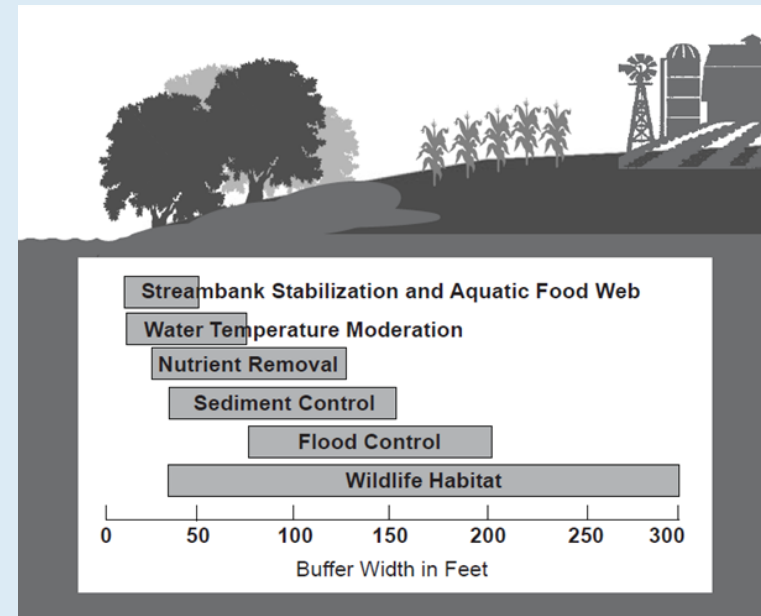 Streambank Stabilization and Aquatic Food Web
Water Temperature Moderation
Nutrient Removal
Sediment Control
Flood Control
Wildlife Habitat
0 50 100 150 200 250 300
Buffer Width in Feet